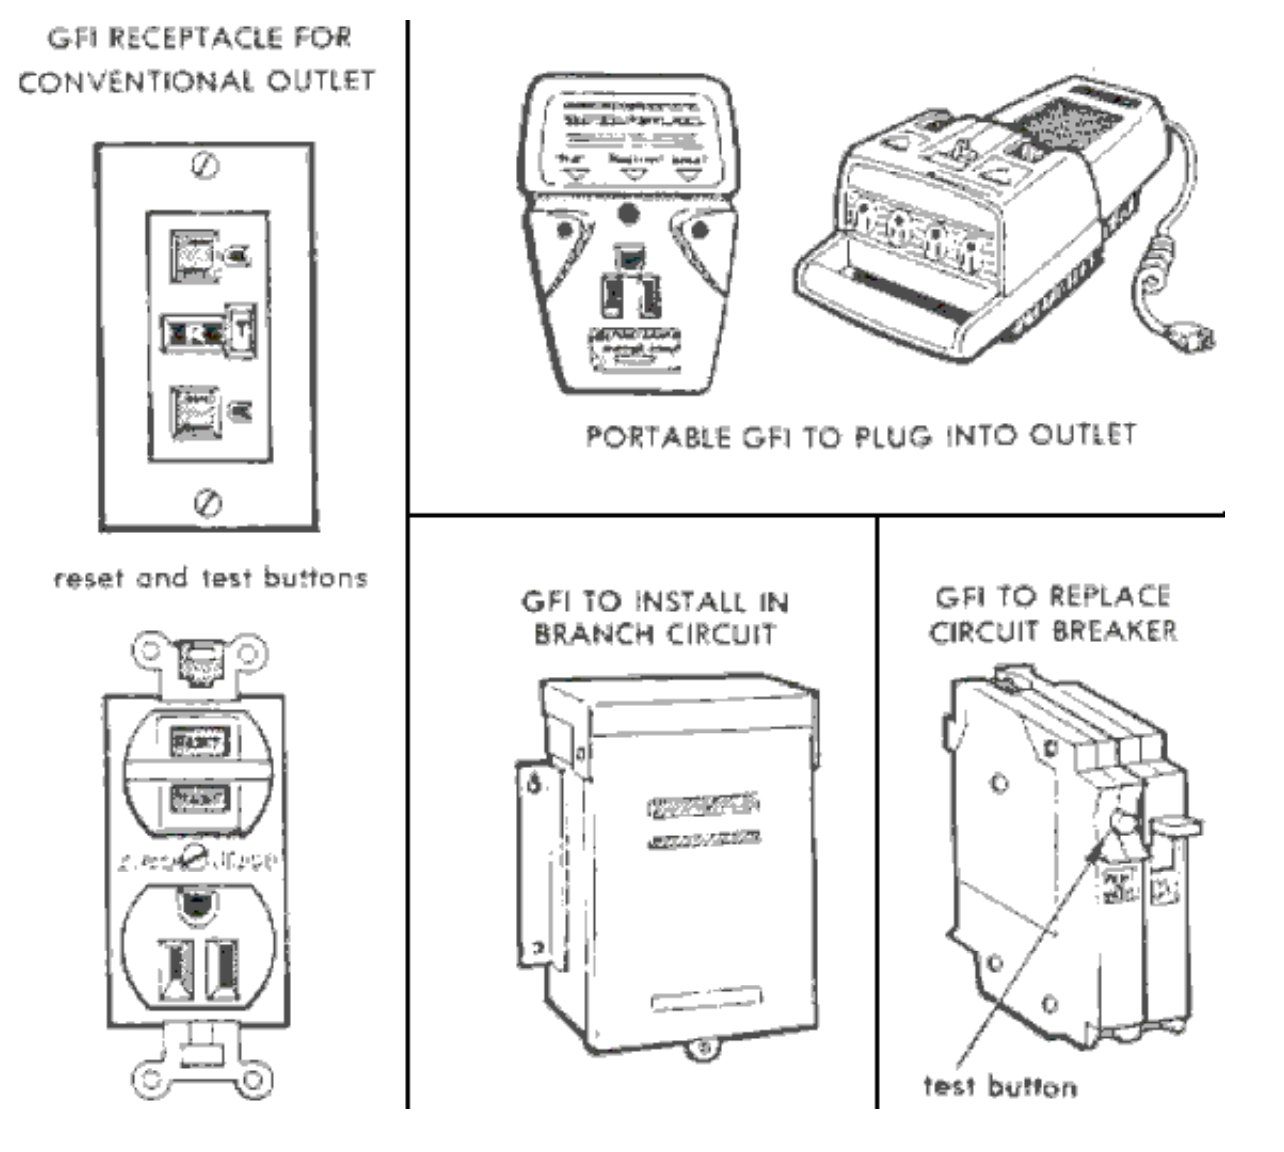 GFI RECEPTACLE FOR
CONVENTIONAL OUTLET
R
T
reset and test buttons
PORTABLE GFI TO PLUG INTO OUTLET
GFI TO INSTALL IN
BRANCH CIRCUIT
GFI TO REPLACE
CIRCUIT BREAKER
test button